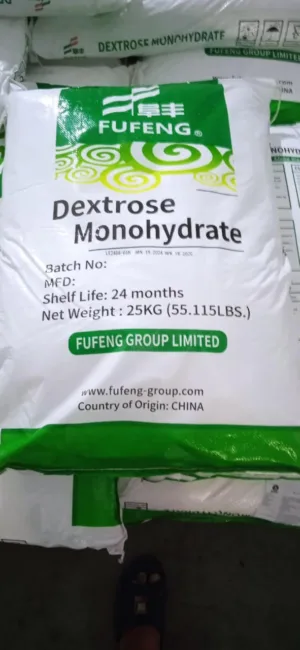 DEXTROSE MONOHYDRATE
FUFENG GROUP LIMITED
阜丰
FUFENG®
Dextrose
Monohydrate
Batch No:
MFD:
Shelf Life: 24 months
Net Weight : 25KG (55.115LBS.)
FUFENG GROUP LIMITED
www.fufeng-group.com
Country of Origin: CHINA